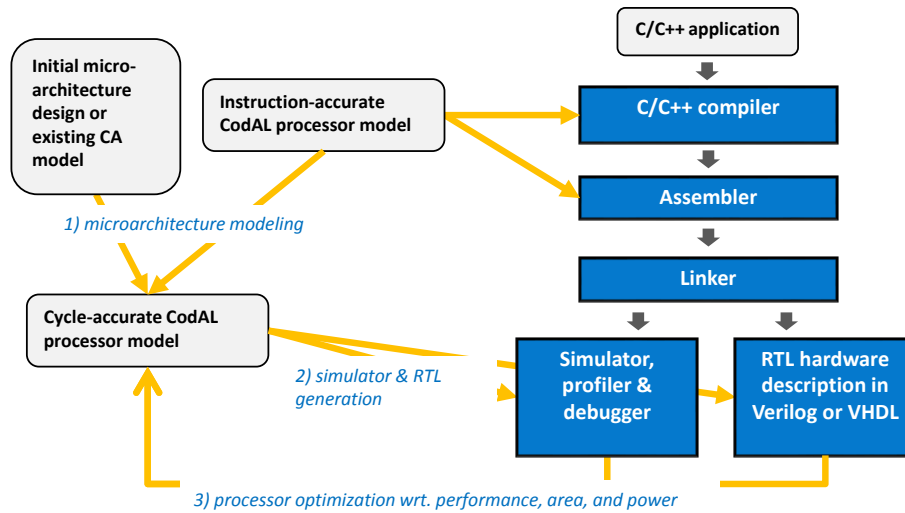 C/C++ application
Initial micro-
architecture
design or
existing CA
model
Instruction-accurate
CodAL processor model
C/C++ compiler
Assembler
1) microarchitecture modeling
Linker
Cycle-accurate CodAL
processor model
2) simulator & RTL
generation
Simulator,
profiler &
debugger
RTL hardware
description in
Verilog or VHDL
3) processor optimization wrt. performance, area, and power